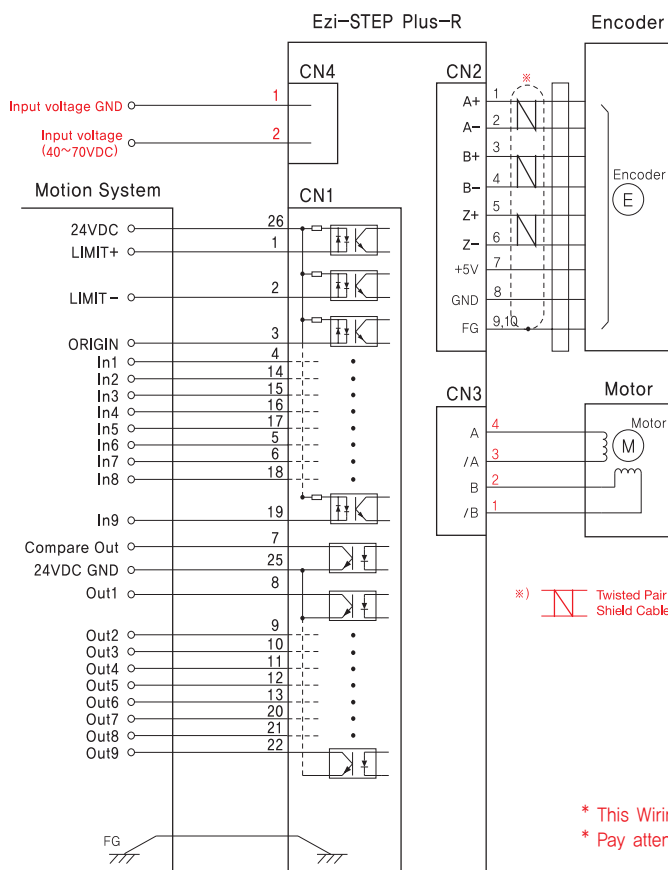 Ezi-STEP Plus-R
Encoder
CN4
Input voltage GND 1
Input voltage
(40~70VDC)
2
CN2
※
A+ 1
A- 2
B+ 3
B- 4
Z+ 5
Z- 6
+5V 7
GND 8
FG 9,10
Encoder
E
Motion System
CN1
24VDC 26
LIMIT+ 1
LIMIT- 2
ORIGIN 3
In1 4
In2 14
In3 15
In4 16
In5 17
In6 5
In7 6
In8 18
In9 19
Compare Out 7
24VDC GND 25
Out1 8
Out2 9
Out3 10
Out4 11
Out5 12
Out6 13
Out7 20
Out8 21
Out9 22
FG
CN3
Motor
A 4
/A 3
B 2
/B 1
Motor
M
※)
Twisted Pair
Shield Cable
* This Wirin
* Pay atten